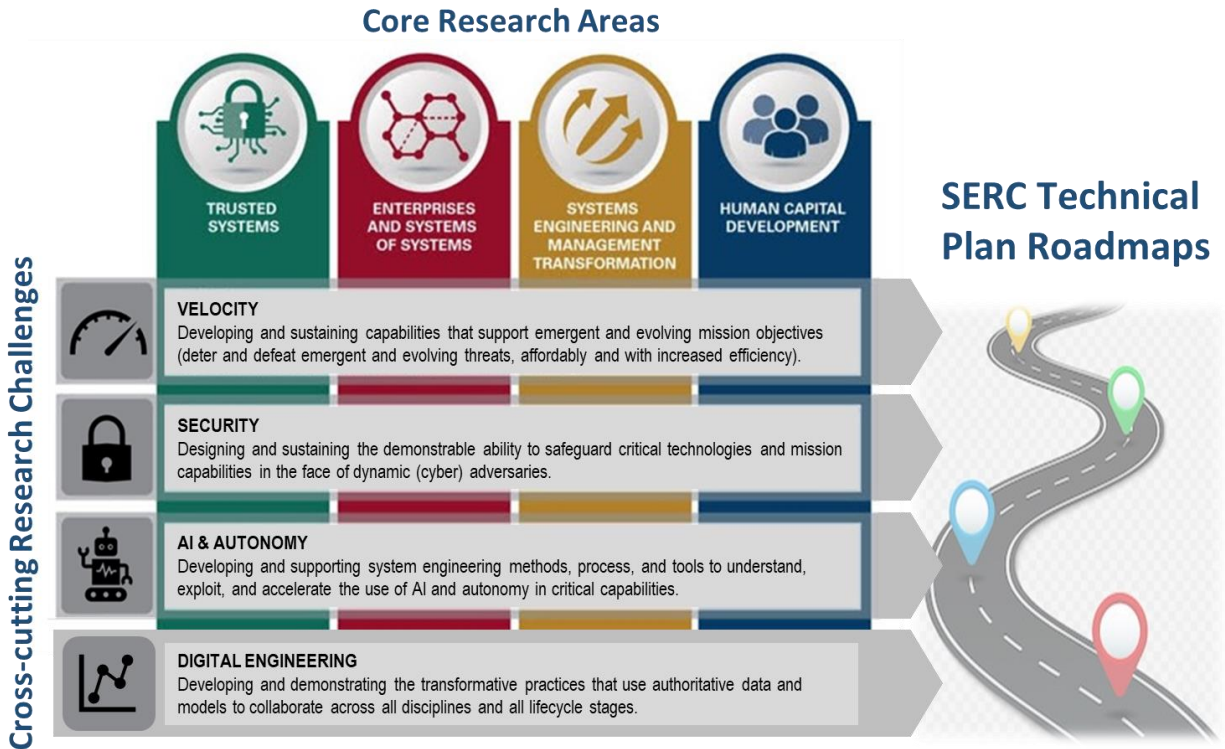 Core Research Areas
TRUSTED
SYSTEMS
ENTERPRISES
AND SYSTEMS
OF SYSTEMS
SYSTEMS
ENGINEERING AND
MANAGEMENT
TRANSFORMATION
HUMAN CAPITAL
DEVELOPMENT
SERC Technical
Plan Roadmaps
Cross-cutting Research Challenges
VELOCITY
Developing and sustaining capabilities that support emergent and evolving mission objectives
(deter and defeat emergent and evolving threats, affordably and with increased efficiency).
SECURITY
Designing and sustaining the demonstrable ability to safeguard critical technologies and mission
capabilities in the face of dynamic (cyber) adversaries.
AI & AUTONOMY
Developing and supporting system engineering methods, process, and tools to understand,
exploit, and accelerate the use of AI and autonomy in critical capabilities.
DIGITAL ENGINEERING
Developing and demonstrating the transformative practices that use authoritative data and
models to collaborate across all disciplines and all lifecycle stages.